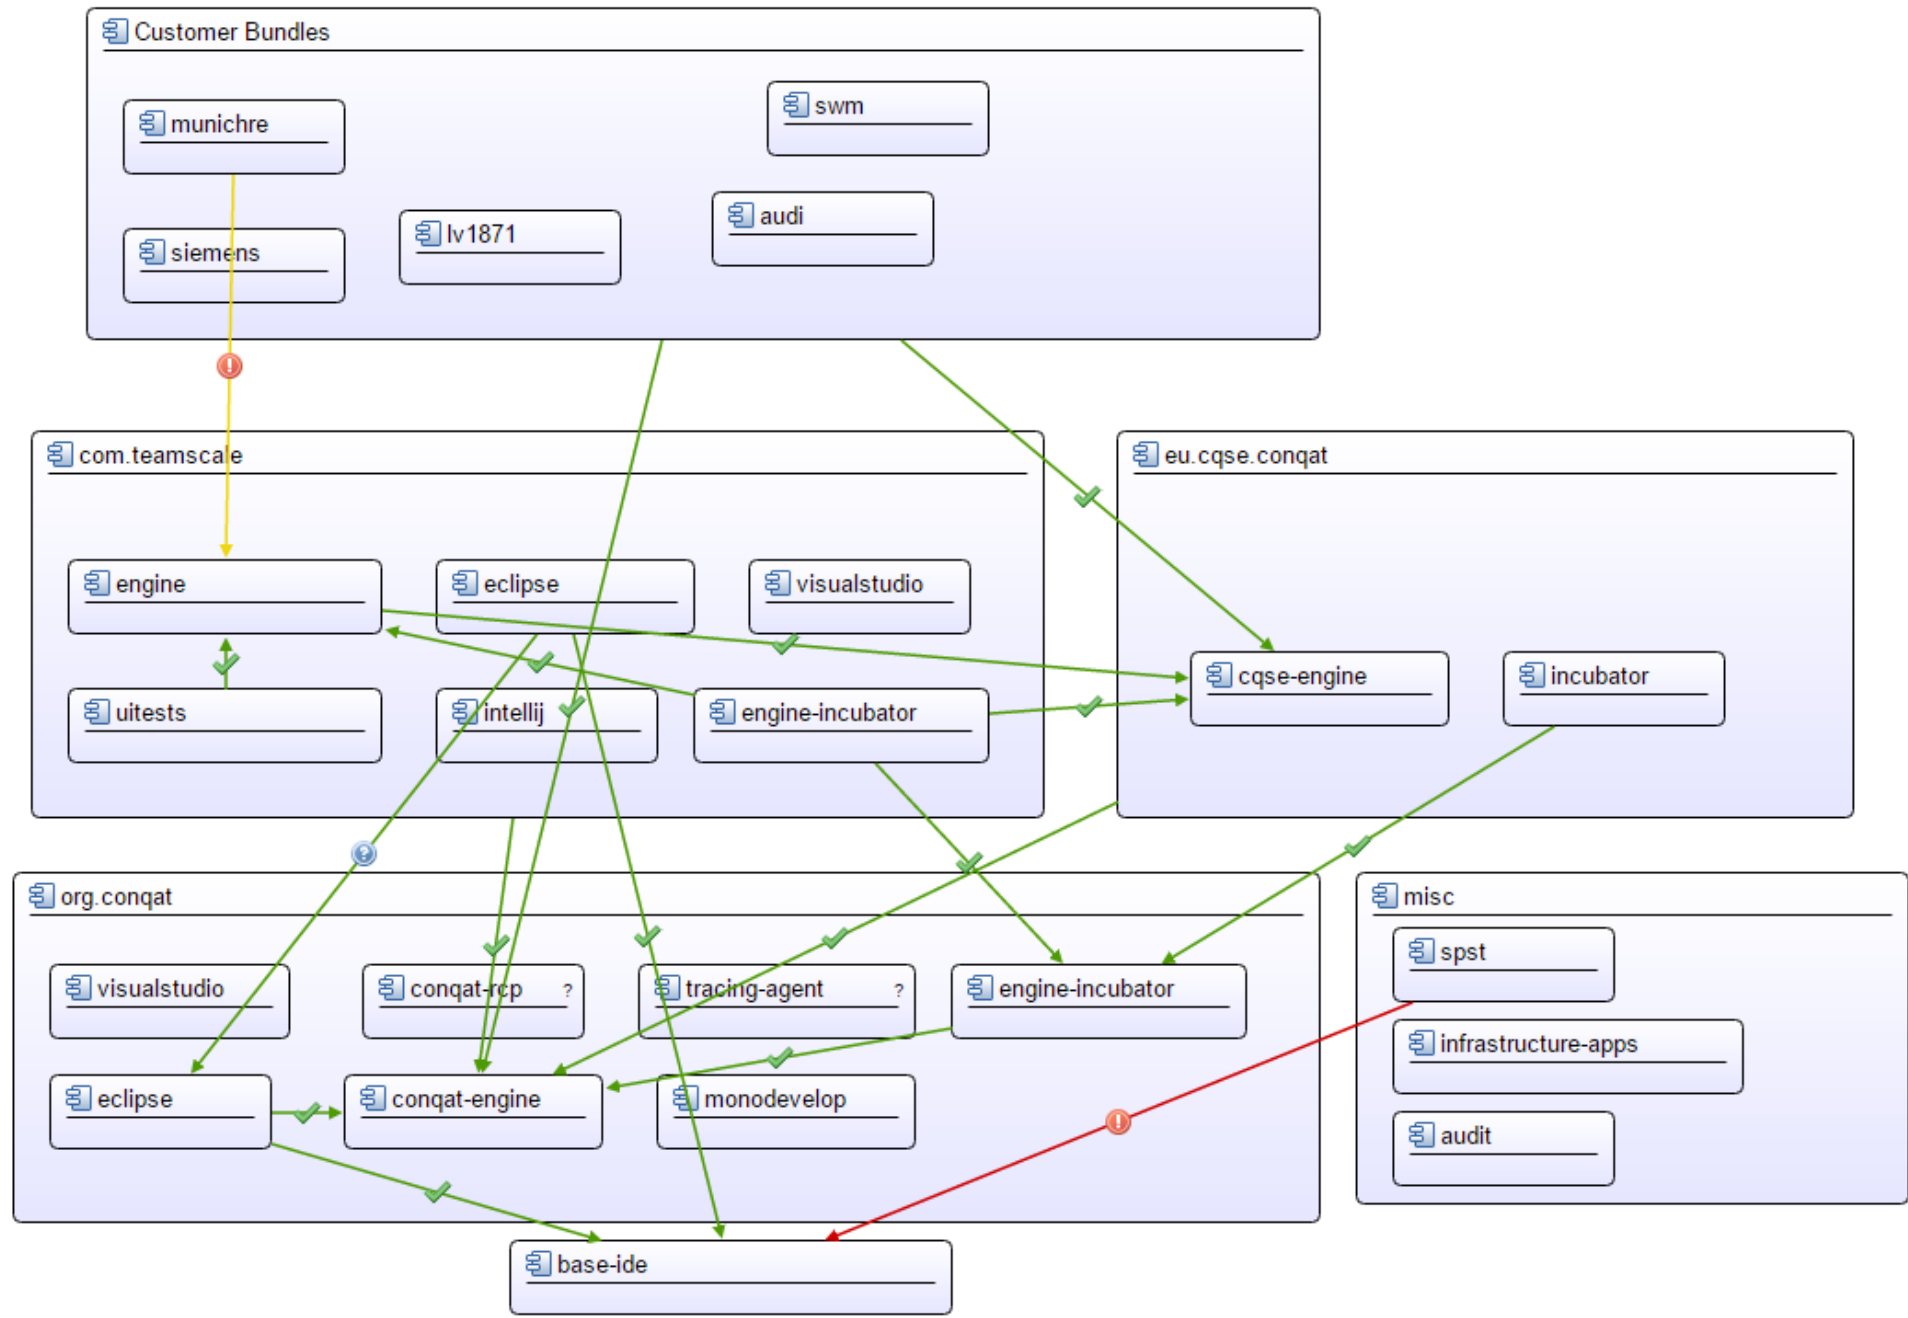 Customer Bundles
munichre
swm
siemens
lv1871
audi
com.teamscale
eu.cqse.conqat
engine
eclipse
visualstudio
cqse-engine
incubator
uitests
intellij
engine-incubator
org.conqat
misc
spst
visualstudio
conqat-rcp ?
tracing-agent ?
engine-incubator
infrastructure-apps
eclipse
conqat-engine
monodevelop
audit
base-ide